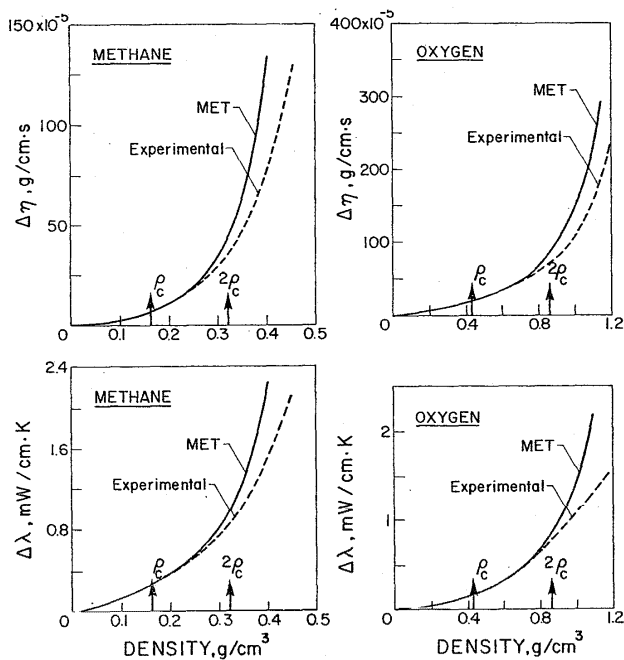 150x10⁻⁵
METHANE
MET
Experimental
100
50
Δη, g/cm·s
ρc
2ρc
0
0.1
0.2
0.3
0.4
0.5
400x10⁻⁵
OXYGEN
MET
Experimental
300
200
100
Δη, g/cm·s
ρc
2ρc
0
0.4
0.8
1.2
2.4
METHANE
MET
Experimental
1.6
0.8
Δλ, mW/cm·K
ρc
2ρc
0
0.1
0.2
0.3
0.4
0.5
DENSITY, g/cm³
OXYGEN
MET
Experimental
2
1
Δλ, mW/cm·K
ρc
2ρc
0
0.4
0.8
1.2
DENSITY, g/cm³